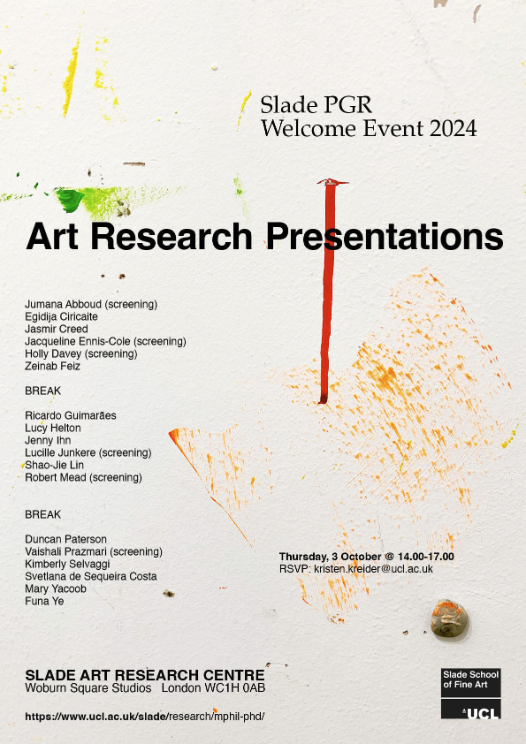 Slade PGR
Welcome Event 2024
Art Research Presentations
Jumana Abboud (screening)
Egidija Ciricaite
Jasmir Creed
Jacqueline Ennis-Cole (screening)
Holly Davey (screening)
Zeinab Feiz
BREAK
Ricardo Guimarães
Lucy Helton
Jenny Ihn
Lucille Junkere (screening)
Shao-Jie Lin
Robert Mead (screening)
BREAK
Duncan Paterson
Vaishali Prazmari (screening)
Kimberly Selvaggi
Svetlana de Sequeira Costa
Mary Yacoob
Funa Ye
Thursday, 3 October @ 14.00-17.00
RSVP: kristen.kreider@ucl.ac.uk
SLADE ART RESEARCH CENTRE
Woburn Square Studios London WC1H 0AB
https://www.ucl.ac.uk/slade/research/mphil-phd/
Slade School
of Fine Art
UCL